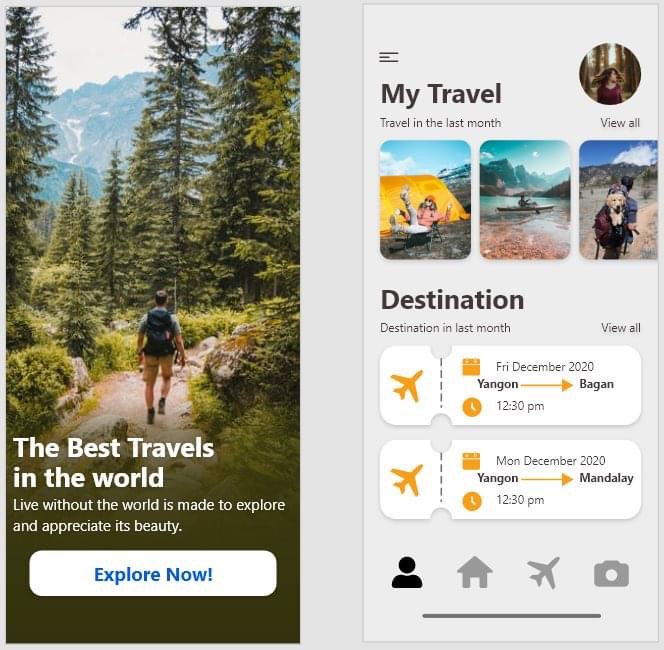 The Best Travels
in the world
Live without the world is made to explore
and appreciate its beauty.
Explore Now!
My Travel
Travel in the last month
View all
Destination
Destination in last month
View all
Fri December 2020
Yangon Bagan
12:30 pm
Mon December 2020
Yangon Mandalay
12:30 pm